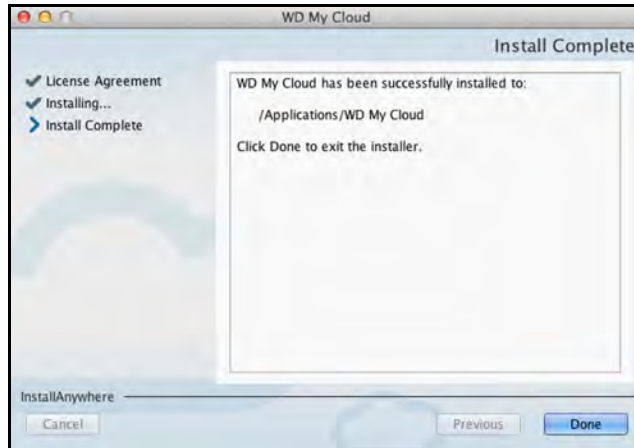 WD My Cloud
Install Complete
License Agreement
Installing...
Install Complete
WD My Cloud has been successfully installed to:
/Applications/WD My Cloud
Click Done to exit the installer.
InstallAnywhere
Cancel
Previous
Done